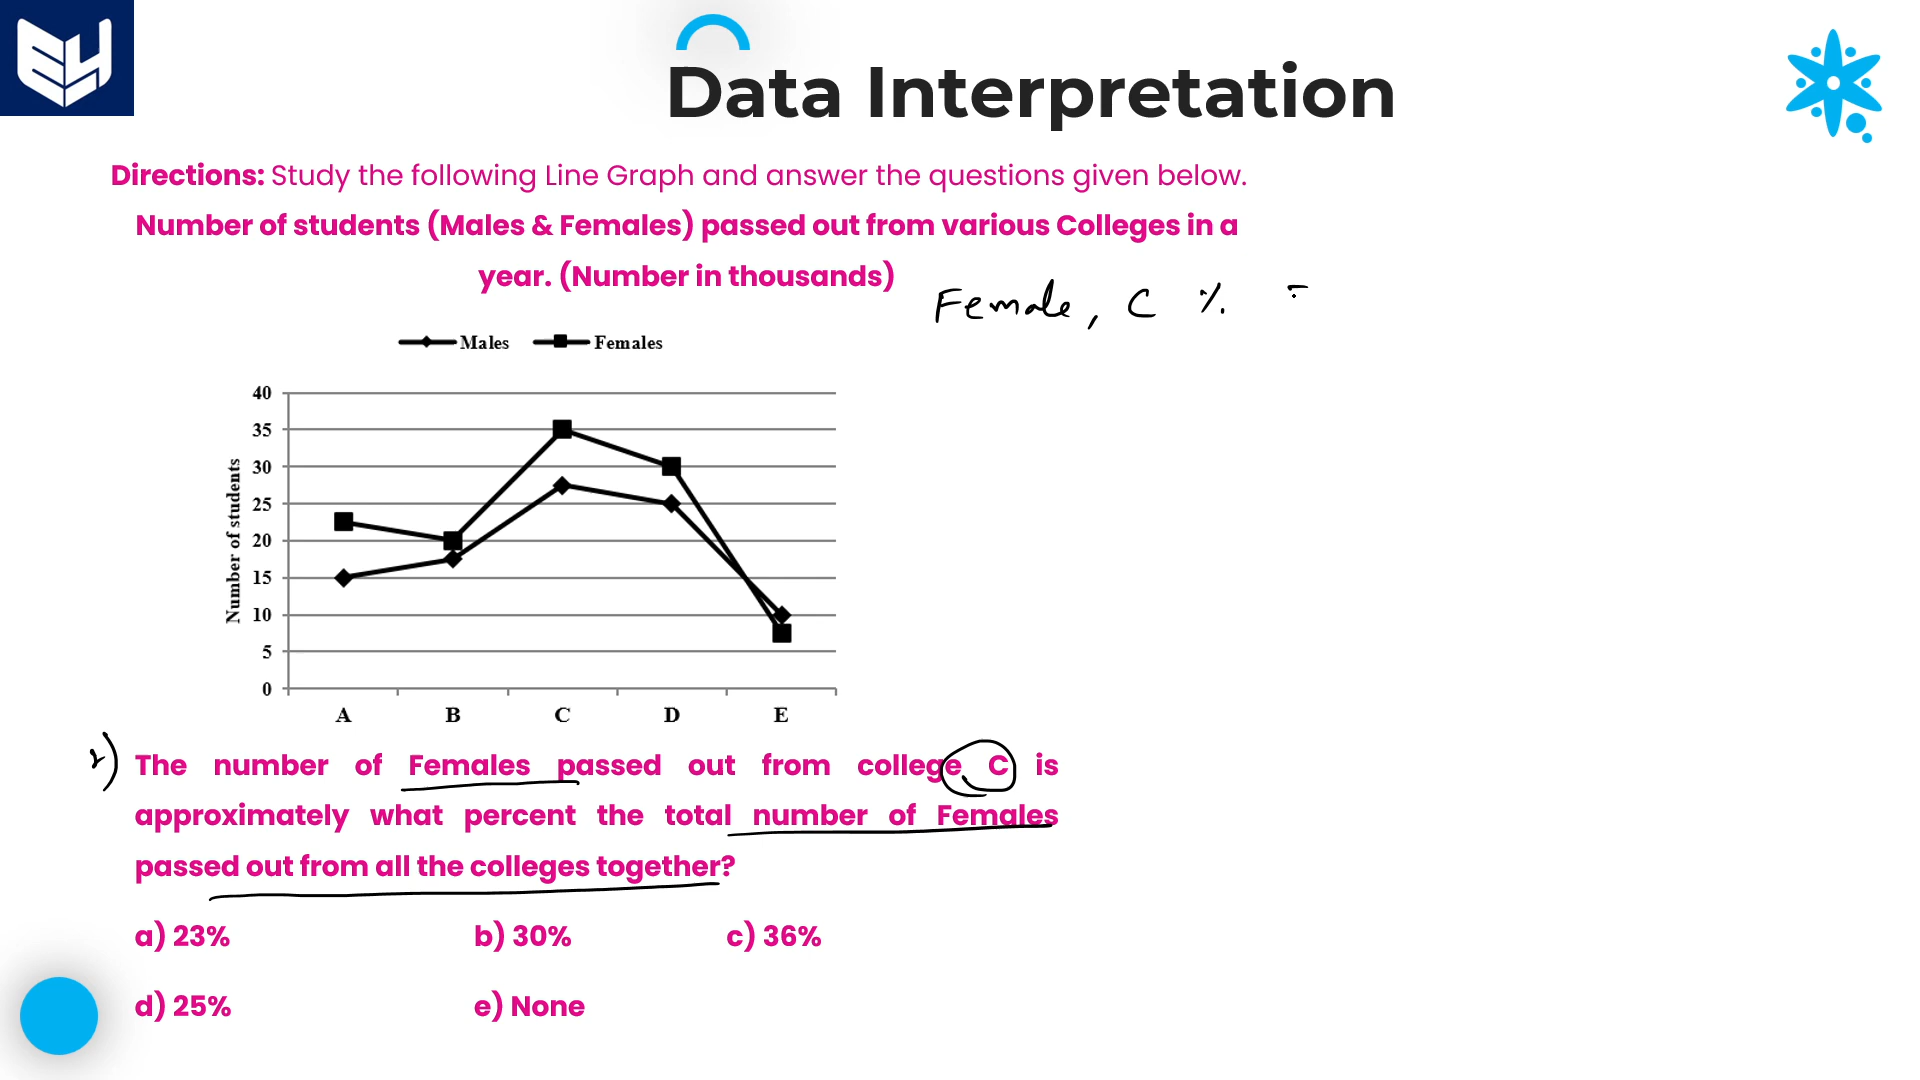 Data Interpretation
Directions: Study the following Line Graph and answer the questions given below.
Number of students (Males & Females) passed out from various Colleges in a
year. (Number in thousands)
Female, C % =
Males Females
40
35
30
25
20
15
10
5
0
Number of students
A B C D E
2) The number of Females passed out from college C is
approximately what percent the total number of Females
passed out from all the colleges together?
a) 23% b) 30% c) 36%
d) 25% e) None